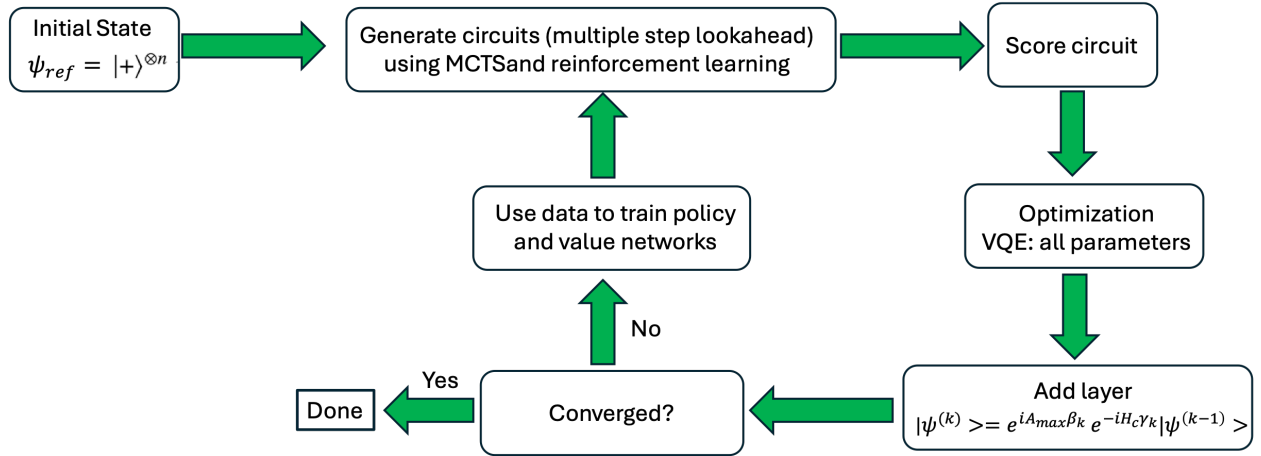 Initial State
ψ_ref = |+⟩^⊗n
Generate circuits (multiple step lookahead)
using MCTSand reinforcement learning
Score circuit
Optimization
VQE: all parameters
Add layer
|ψ^(k) >= e^{iA_max β_k} e^{-iH_c γ_k}|ψ^(k-1) >
Converged?
Yes
Done
No
Use data to train policy
and value networks